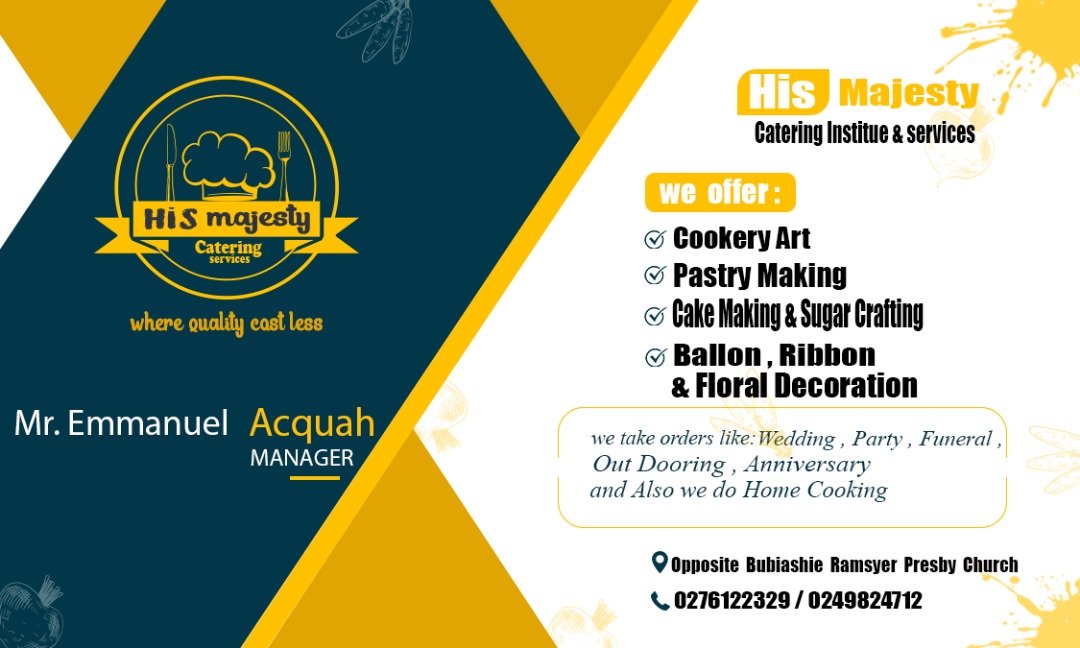 His majesty
Catering
services
where quality cost less
Mr. Emmanuel Acquah
MANAGER
His Majesty
Catering Institue & services
we offer :
Cookery Art
Pastry Making
Cake Making & Sugar Crafting
Ballon , Ribbon
& Floral Decoration
we take orders like: Wedding , Party , Funeral ,
Out Dooring , Anniversary
and Also we do Home Cooking
Opposite Bubiashie Ramsyer Presby Church
0276122329 / 0249824712